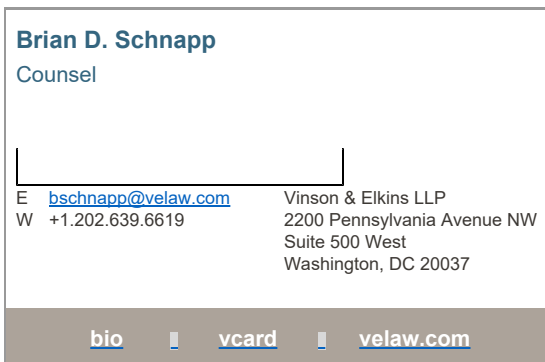 Brian D. Schnapp
Counsel
E bschnapp@velaw.com
W +1.202.639.6619
Vinson & Elkins LLP
2200 Pennsylvania Avenue NW
Suite 500 West
Washington, DC 20037
bio vcard velaw.com